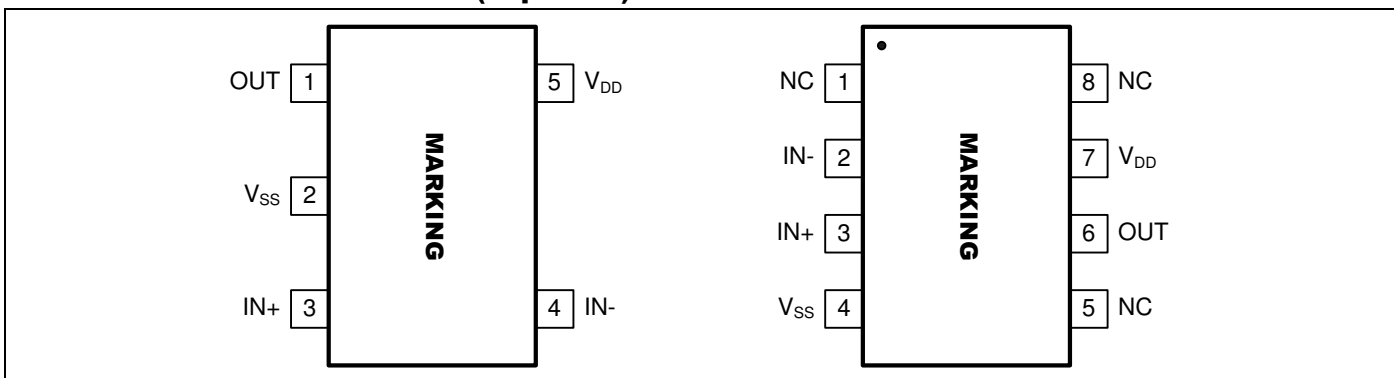 OUT 1
5 VDD
VSS 2
IN+ 3
4 IN-
MARKING
NC 1
8 NC
IN- 2
7 VDD
IN+ 3
6 OUT
VSS 4
5 NC
MARKING